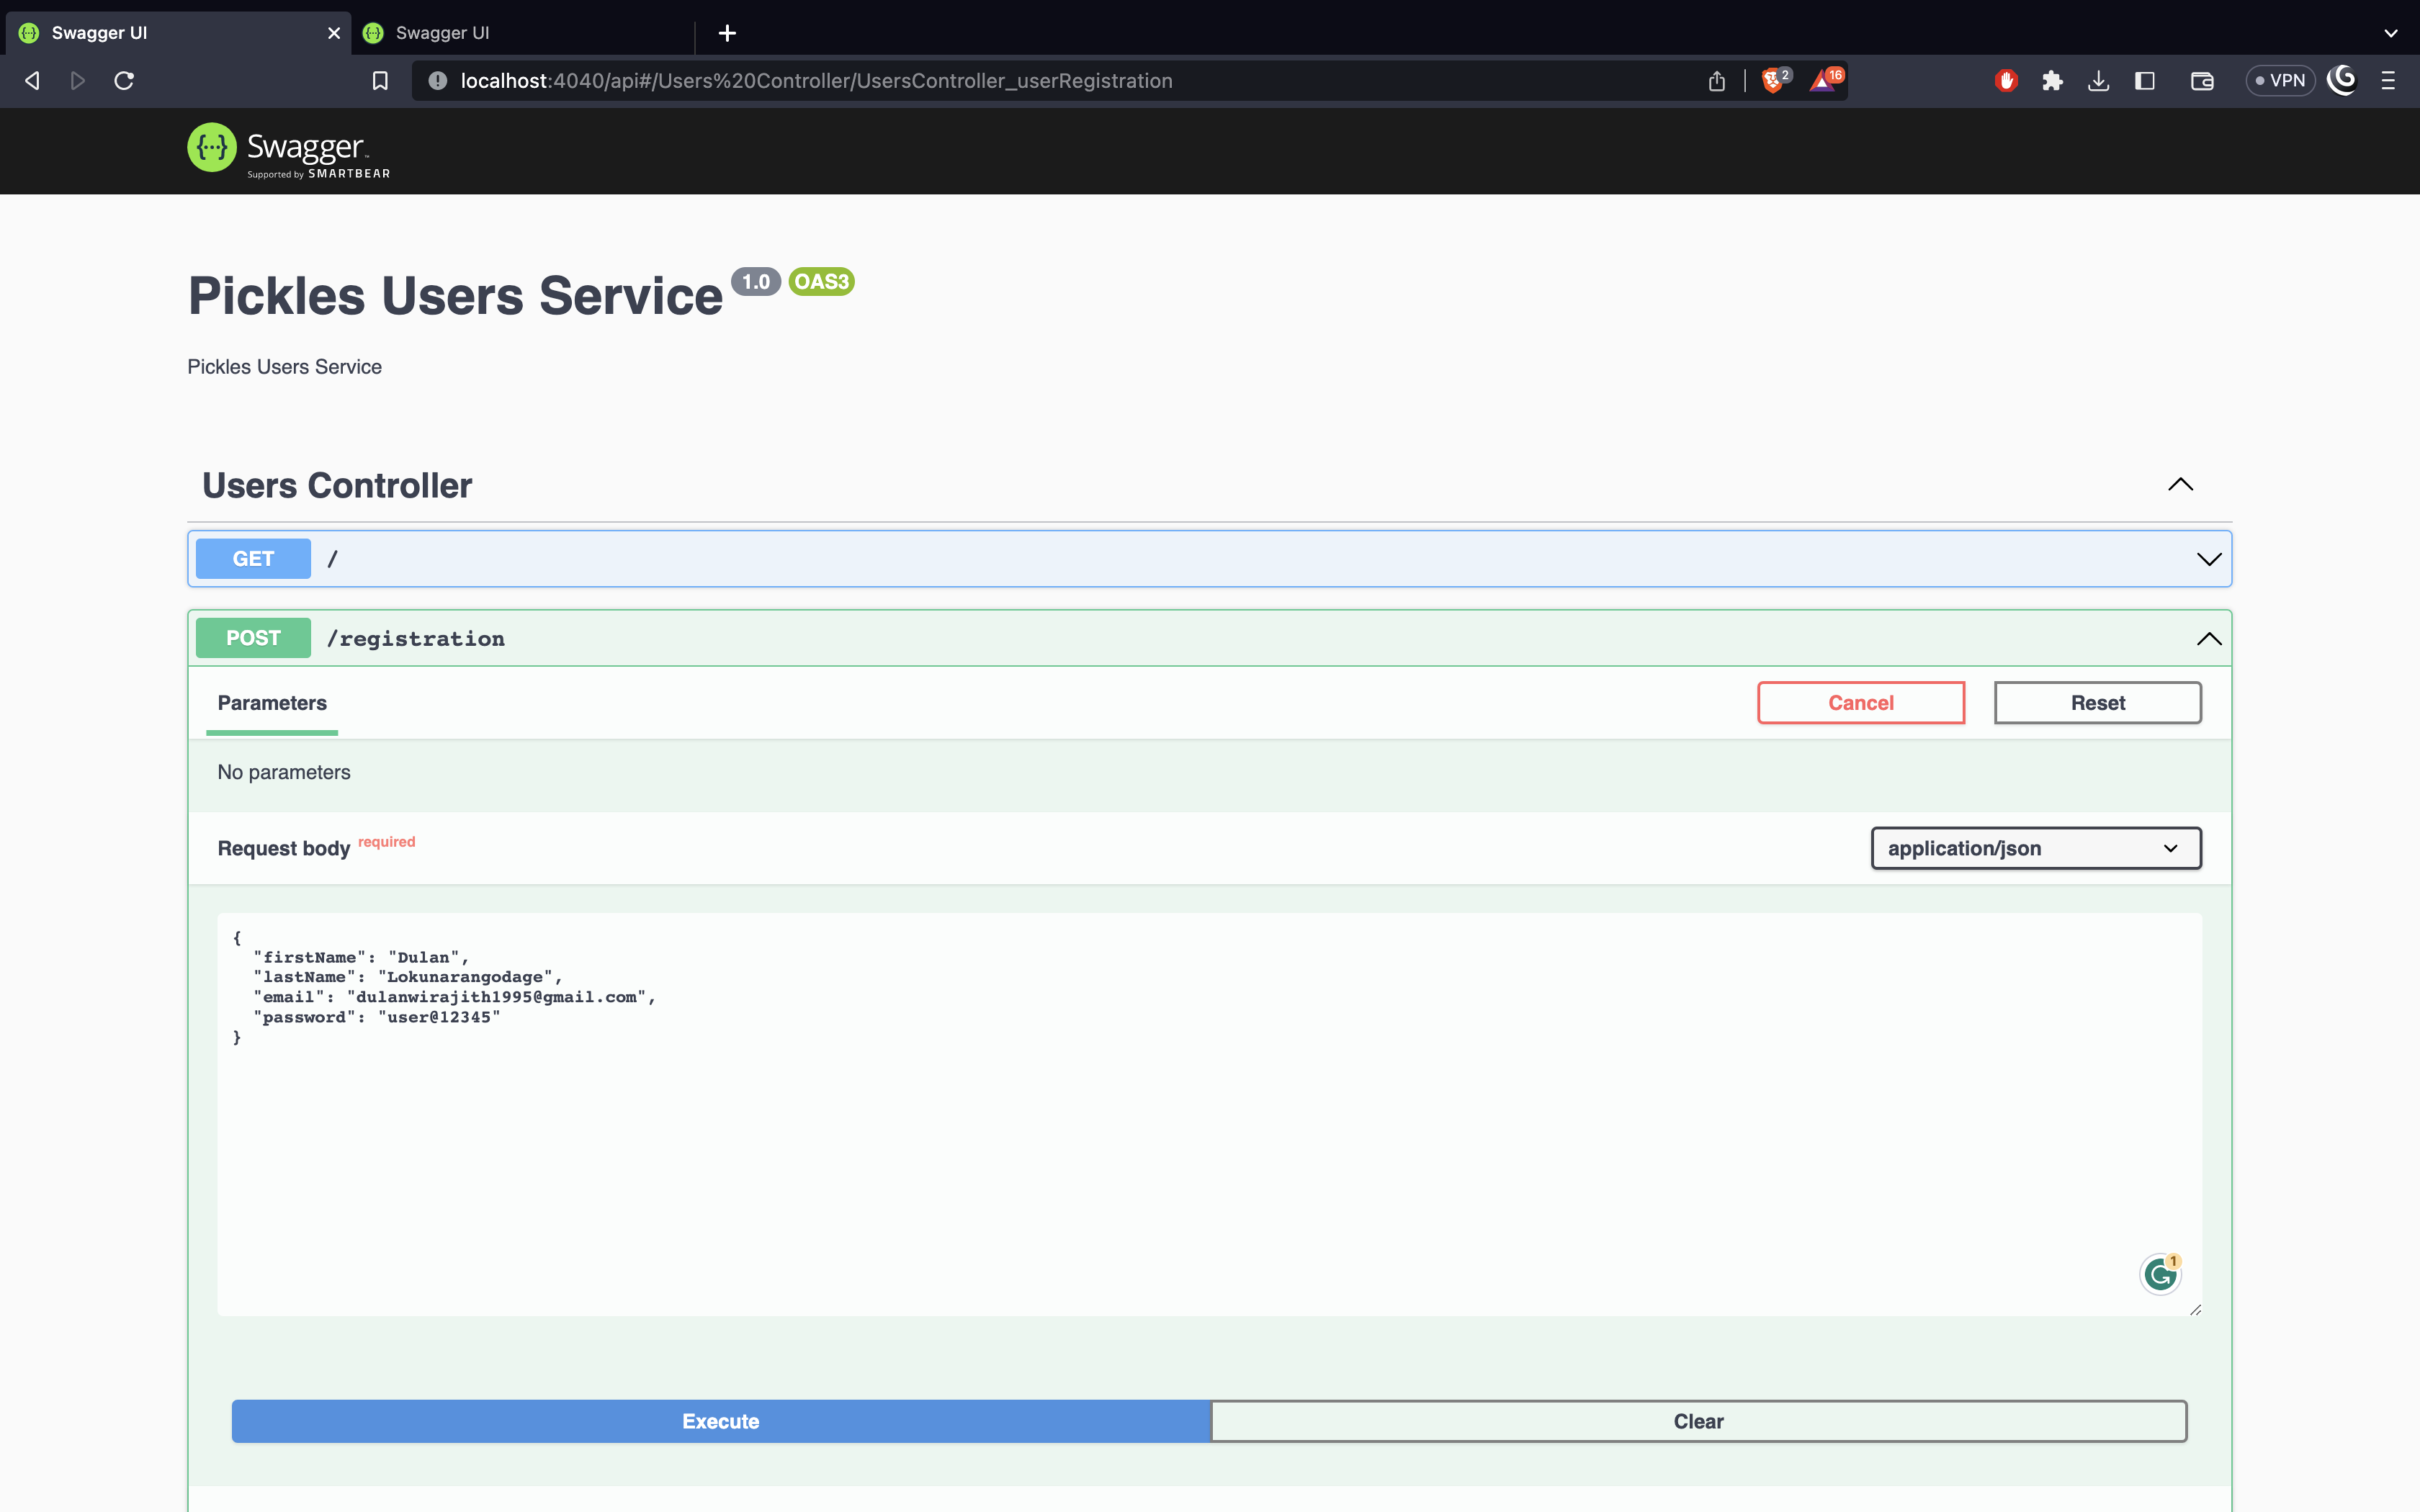 Swagger UI
Swagger UI
localhost:4040/api#/Users%20Controller/UsersController_userRegistration
2
16
VPN
{···} Swagger™
Supported by SMARTBEAR
Pickles Users Service 1.0 OAS3
Pickles Users Service
Users Controller
GET /
POST /registration
Parameters
Cancel
Reset
No parameters
Request body required
application/json
{
  "firstName": "Dulan",
  "lastName": "Lokunarangodage",
  "email": "dulanwirajith1995@gmail.com",
  "password": "user@12345"
}
1
Execute
Clear